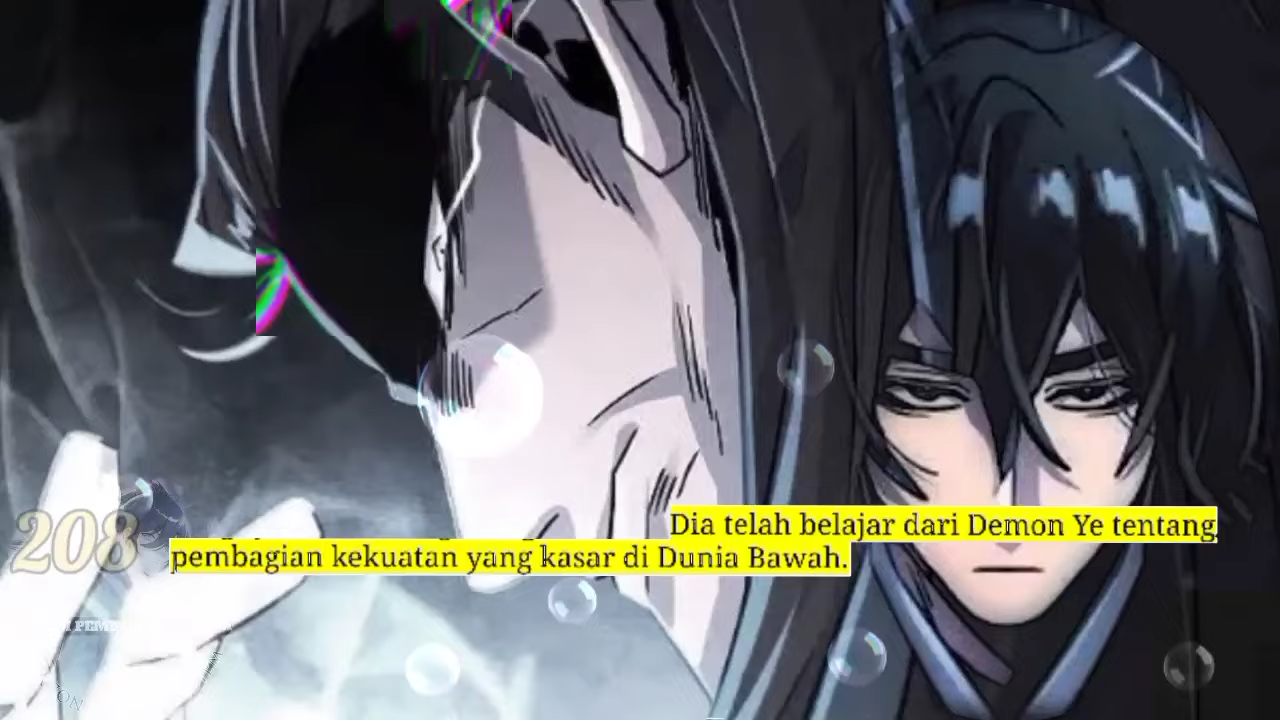 Dia telah belajar dari Demon Ye tentang
pembagian kekuatan yang kasar di Dunia Bawah.
208